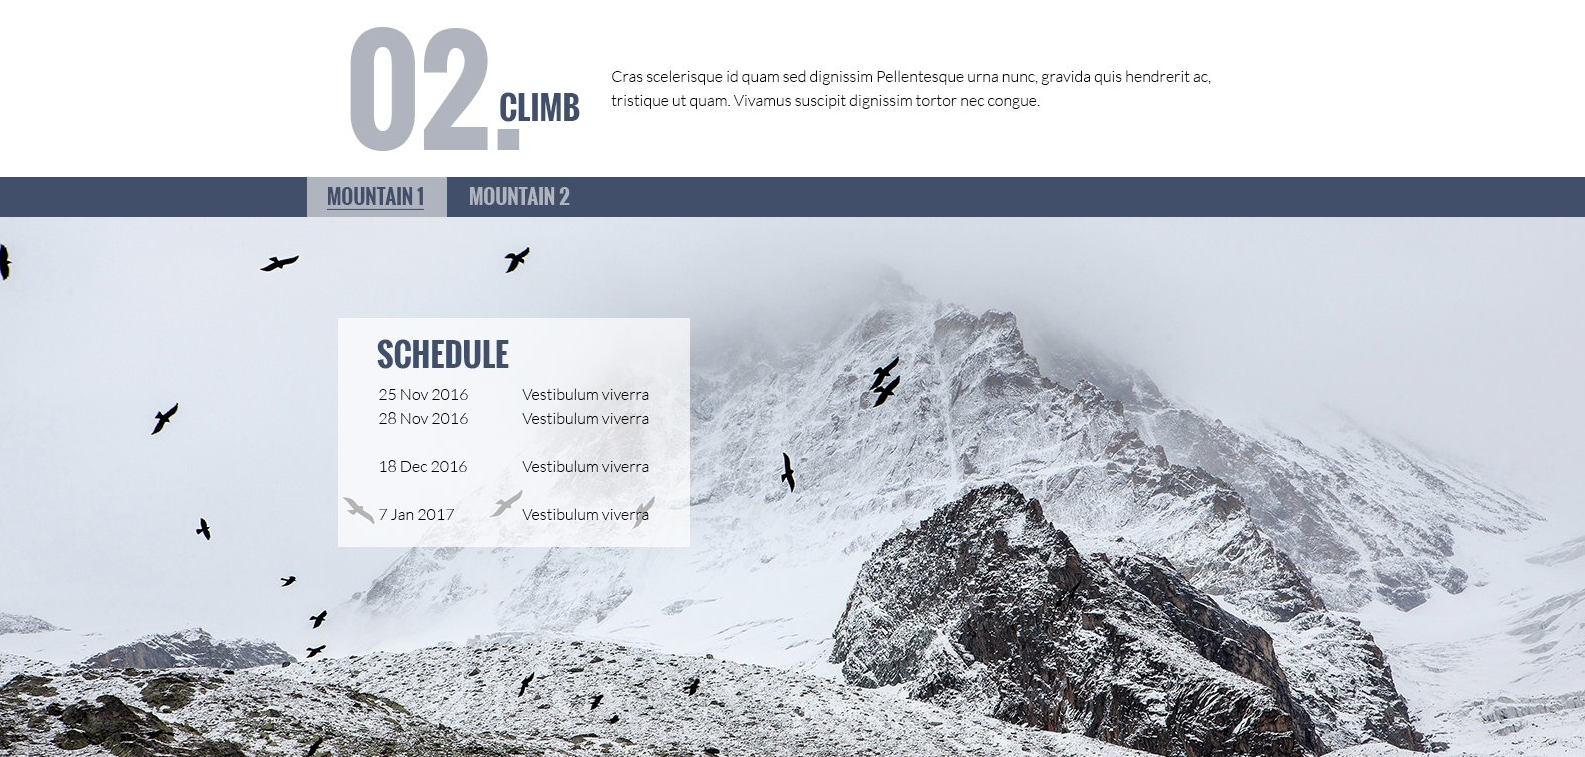 02. CLIMB
Cras scelerisque id quam sed dignissim Pellentesque urna nunc, gravida quis hendrerit ac,
tristique ut quam. Vivamus suscipit dignissim tortor nec congue.
MOUNTAIN 1 MOUNTAIN 2
SCHEDULE
25 Nov 2016 Vestibulum viverra
28 Nov 2016 Vestibulum viverra
18 Dec 2016 Vestibulum viverra
7 Jan 2017 Vestibulum viverra